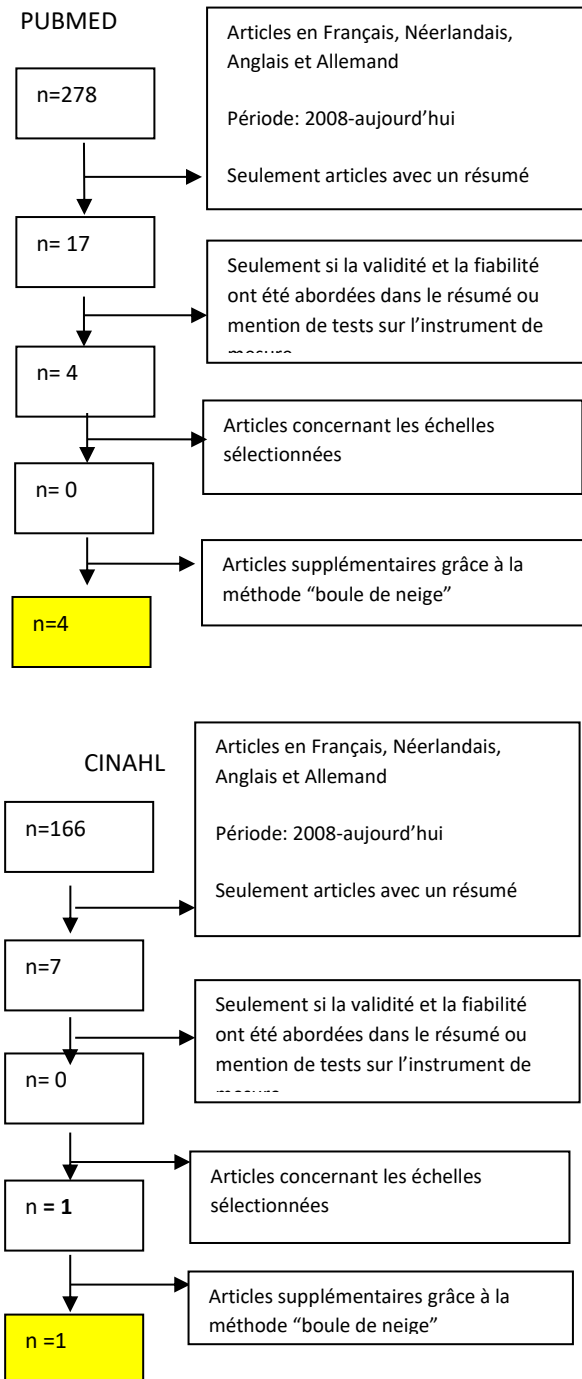 PUBMED
n=278
Articles en Français, Néerlandais,
Anglais et Allemand
Période: 2008-aujourd’hui
Seulement articles avec un résumé
n= 17
Seulement si la validité et la fiabilité
ont été abordées dans le résumé ou
mention de tests sur l’instrument de
n= 4
Articles concernant les échelles
sélectionnées
n= 0
Articles supplémentaires grâce à la
méthode “boule de neige”
n=4
CINAHL
n=166
Articles en Français, Néerlandais,
Anglais et Allemand
Période: 2008-aujourd’hui
Seulement articles avec un résumé
n=7
Seulement si la validité et la fiabilité
ont été abordées dans le résumé ou
mention de tests sur l’instrument de
n= 0
Articles concernant les échelles
sélectionnées
n = 1
Articles supplémentaires grâce à la
méthode “boule de neige”
n =1